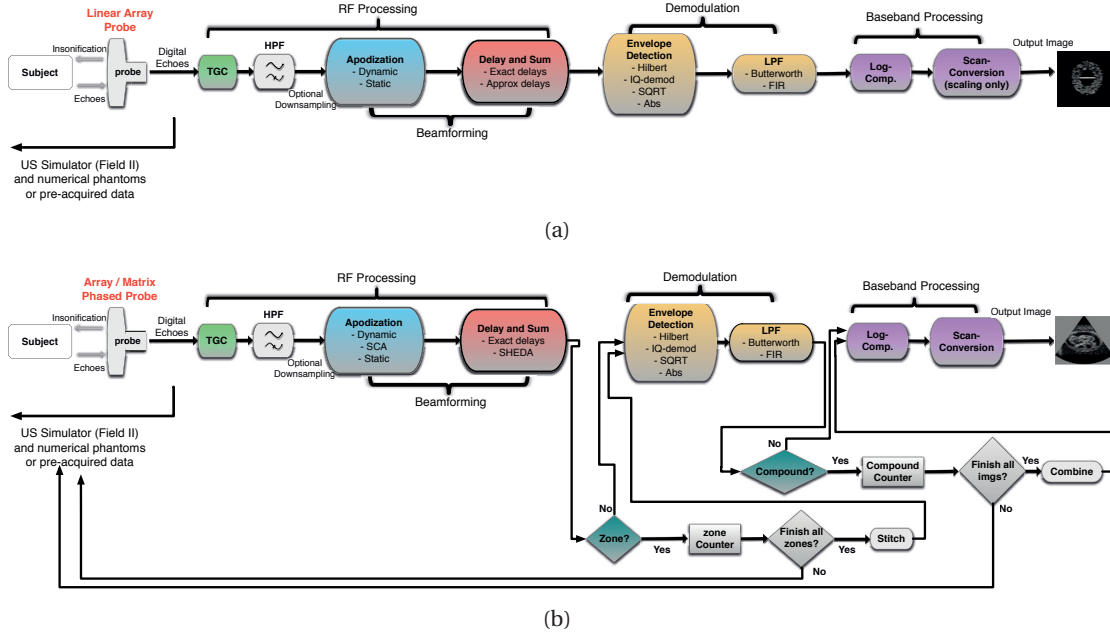 RF Processing
Demodulation
Linear Array
Probe
Insonification
Digital
Echoes
HPF
Apodization
- Dynamic
- Static
Delay and Sum
- Exact delays
- Approx delays
Envelope
Detection
- Hilbert
- IQ-demod
- SQRT
- Abs
LPF
- Butterworth
- FIR
Baseband Processing
Output Image
Subject
probe
TGC
Log-
Comp.
Scan-
Conversion
(scaling only)
Echoes
Optional
Downsampling
Beamforming
US Simulator (Field II)
and numerical phantoms
or pre-acquired data
(a)
RF Processing
Demodulation
Array / Matrix
Phased Probe
Insonification
Digital
Echoes
HPF
Apodization
- Dynamic
- SCA
- Static
Delay and Sum
- Exact delays
- SHEDA
Envelope
Detection
- Hilbert
- IQ-demod
- SQRT
- Abs
LPF
- Butterworth
- FIR
Baseband Processing
Output Image
Subject
probe
TGC
Log-
Comp.
Scan-
Conversion
Echoes
Optional
Downsampling
Beamforming
US Simulator (Field II)
and numerical phantoms
or pre-acquired data
No
Compound?
Yes
Compound
Counter
Finish all
imgs?
Yes
Combine
No
No
Zone?
Yes
zone
Counter
Finish all
zones?
Yes
Stitch
No
(b)